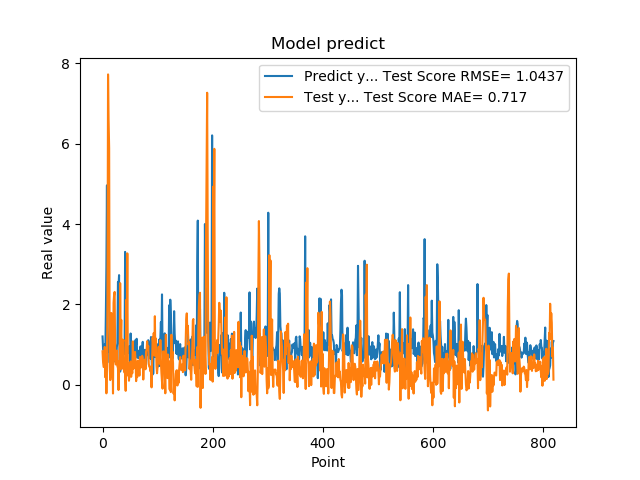 Model predict
Predict y... Test Score RMSE= 1.0437
Test y... Test Score MAE= 0.717
Real value
8
6
4
2
0
0 200 400 600 800
Point